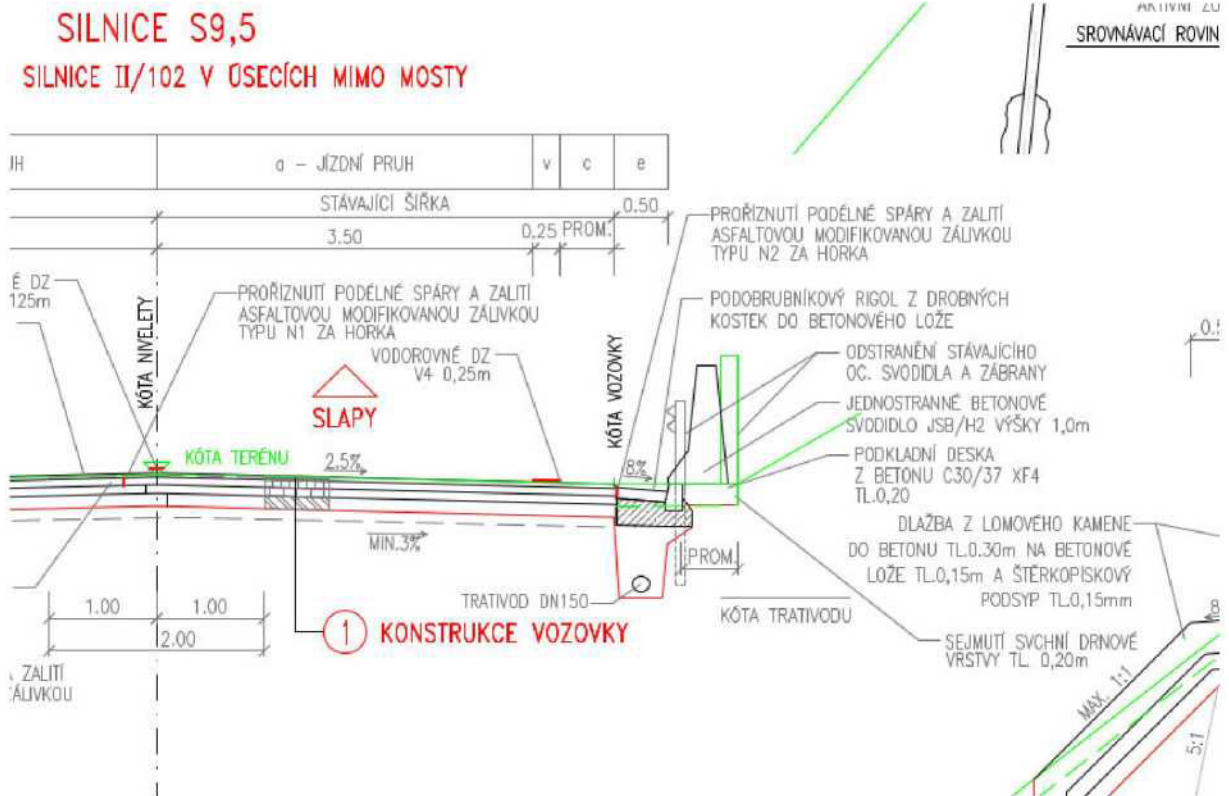 SILNICE S9,5
SILNICE II/102 V ÚSECÍCH MIMO MOSTY
SROVNÁVACÍ ROVIN
a - JÍZDNÍ PRUH
v
c
e
STÁVAJÍCÍ ŠÍŘKA
0.50
3.50
0.25
PROM.
PROŘÍZNUTÍ PODÉLNÉ SPÁRY A ZALITÍ
ASFALTOVOU MODIFIKOVANOU ZÁLIVKOU
TYPU N2 ZA HORKA
É DZ
125m
KÓTA NIVELETY
PROŘÍZNUTÍ PODÉLNÉ SPÁRY A ZALITÍ
ASFALTOVOU MODIFIKOVANOU ZÁLIVKOU
TYPU N1 ZA HORKA
VODOROVNÉ DZ
V4 0,25m
SLAPY
KÓTA VOZOVKY
PODOBRUBNÍKOVÝ RIGOL Z DROBNÝCH
KOSTEK DO BETONOVÉHO LOŽE
ODSTRANĚNÍ STÁVAJÍCÍHO
OC. SVODIDLA A ZÁBRANY
JEDNOSTRANNÉ BETONOVÉ
SVODIDLO JSB/H2 VÝŠKY 1,0m
KÓTA TERÉNU
2.5%
8%
PODKLADNÍ DESKA
Z BETONU C30/37 XF4
TL.0,20
MIN.3%
PROM.
DLAŽBA Z LOMOVÉHO KAMENE
DO BETONU TL.0.30m NA BETONOVÉ
LOŽE TL.0,15m A ŠTĚRKOPÍSKOVÝ
PODSYP TL.0,15mm
1.00
1.00
2.00
TRATIVOD DN150
KÓTA TRATIVODU
1 KONSTRUKCE VOZOVKY
SEJMUTÍ SVCHNÍ DRNOVÉ
VRSTVY TL. 0,20m
ZALITÍ
ZÁLIVKOU
MAX. 1:1
5:1